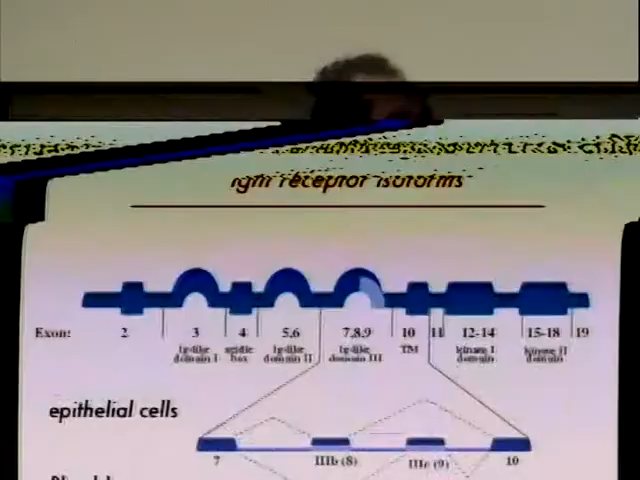 receptor isoforms
Exon: 2 3 4 5,6 7,8,9 10 11 12-14 15-18 19
Ig-like domain I acidic box Ig-like domain II Ig-like domain III TM kinase I domain kinase II domain
epithelial cells
7 IIIb (8) IIIc (9) 10